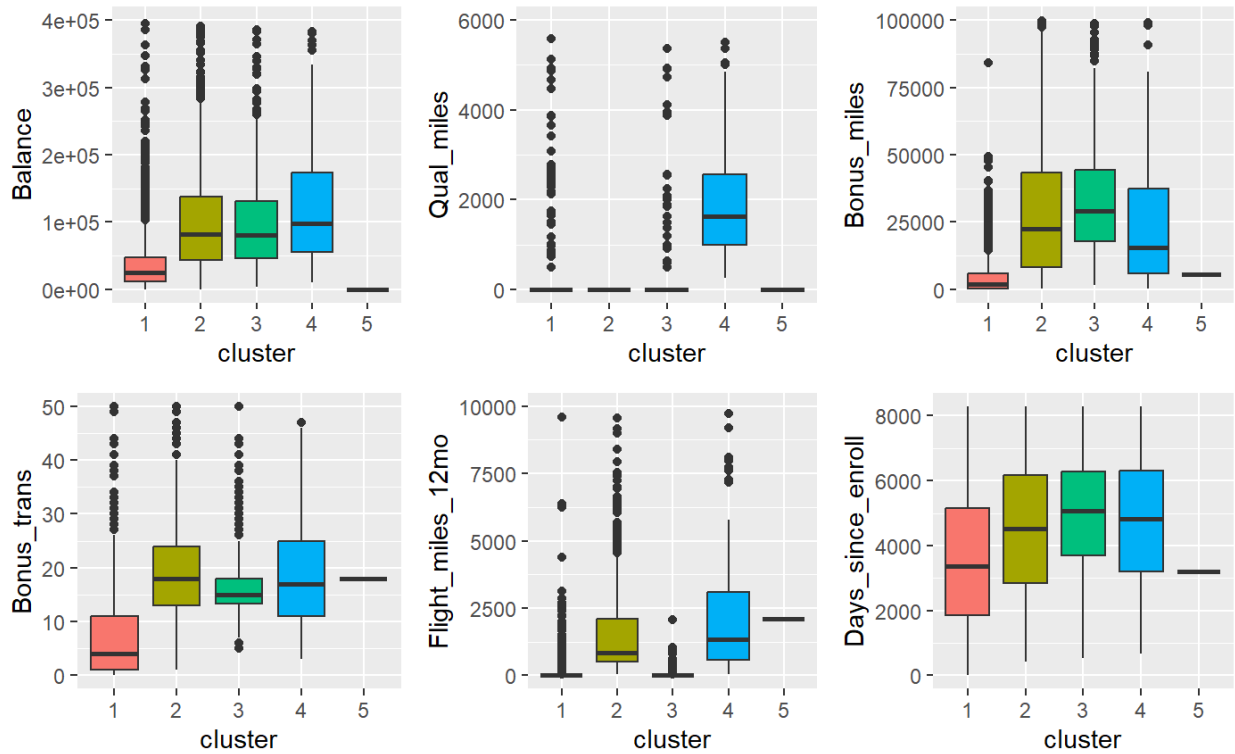 Balance
4e+05
3e+05
2e+05
1e+05
0e+00
1 2 3 4 5
cluster
Qual_miles
6000
4000
2000
0
1 2 3 4 5
cluster
Bonus_miles
100000
75000
50000
25000
0
1 2 3 4 5
cluster
Bonus_trans
50
40
30
20
10
0
1 2 3 4 5
cluster
Flight_miles_12mo
10000
7500
5000
2500
0
1 2 3 4 5
cluster
Days_since_enroll
8000
6000
4000
2000
0
1 2 3 4 5
cluster